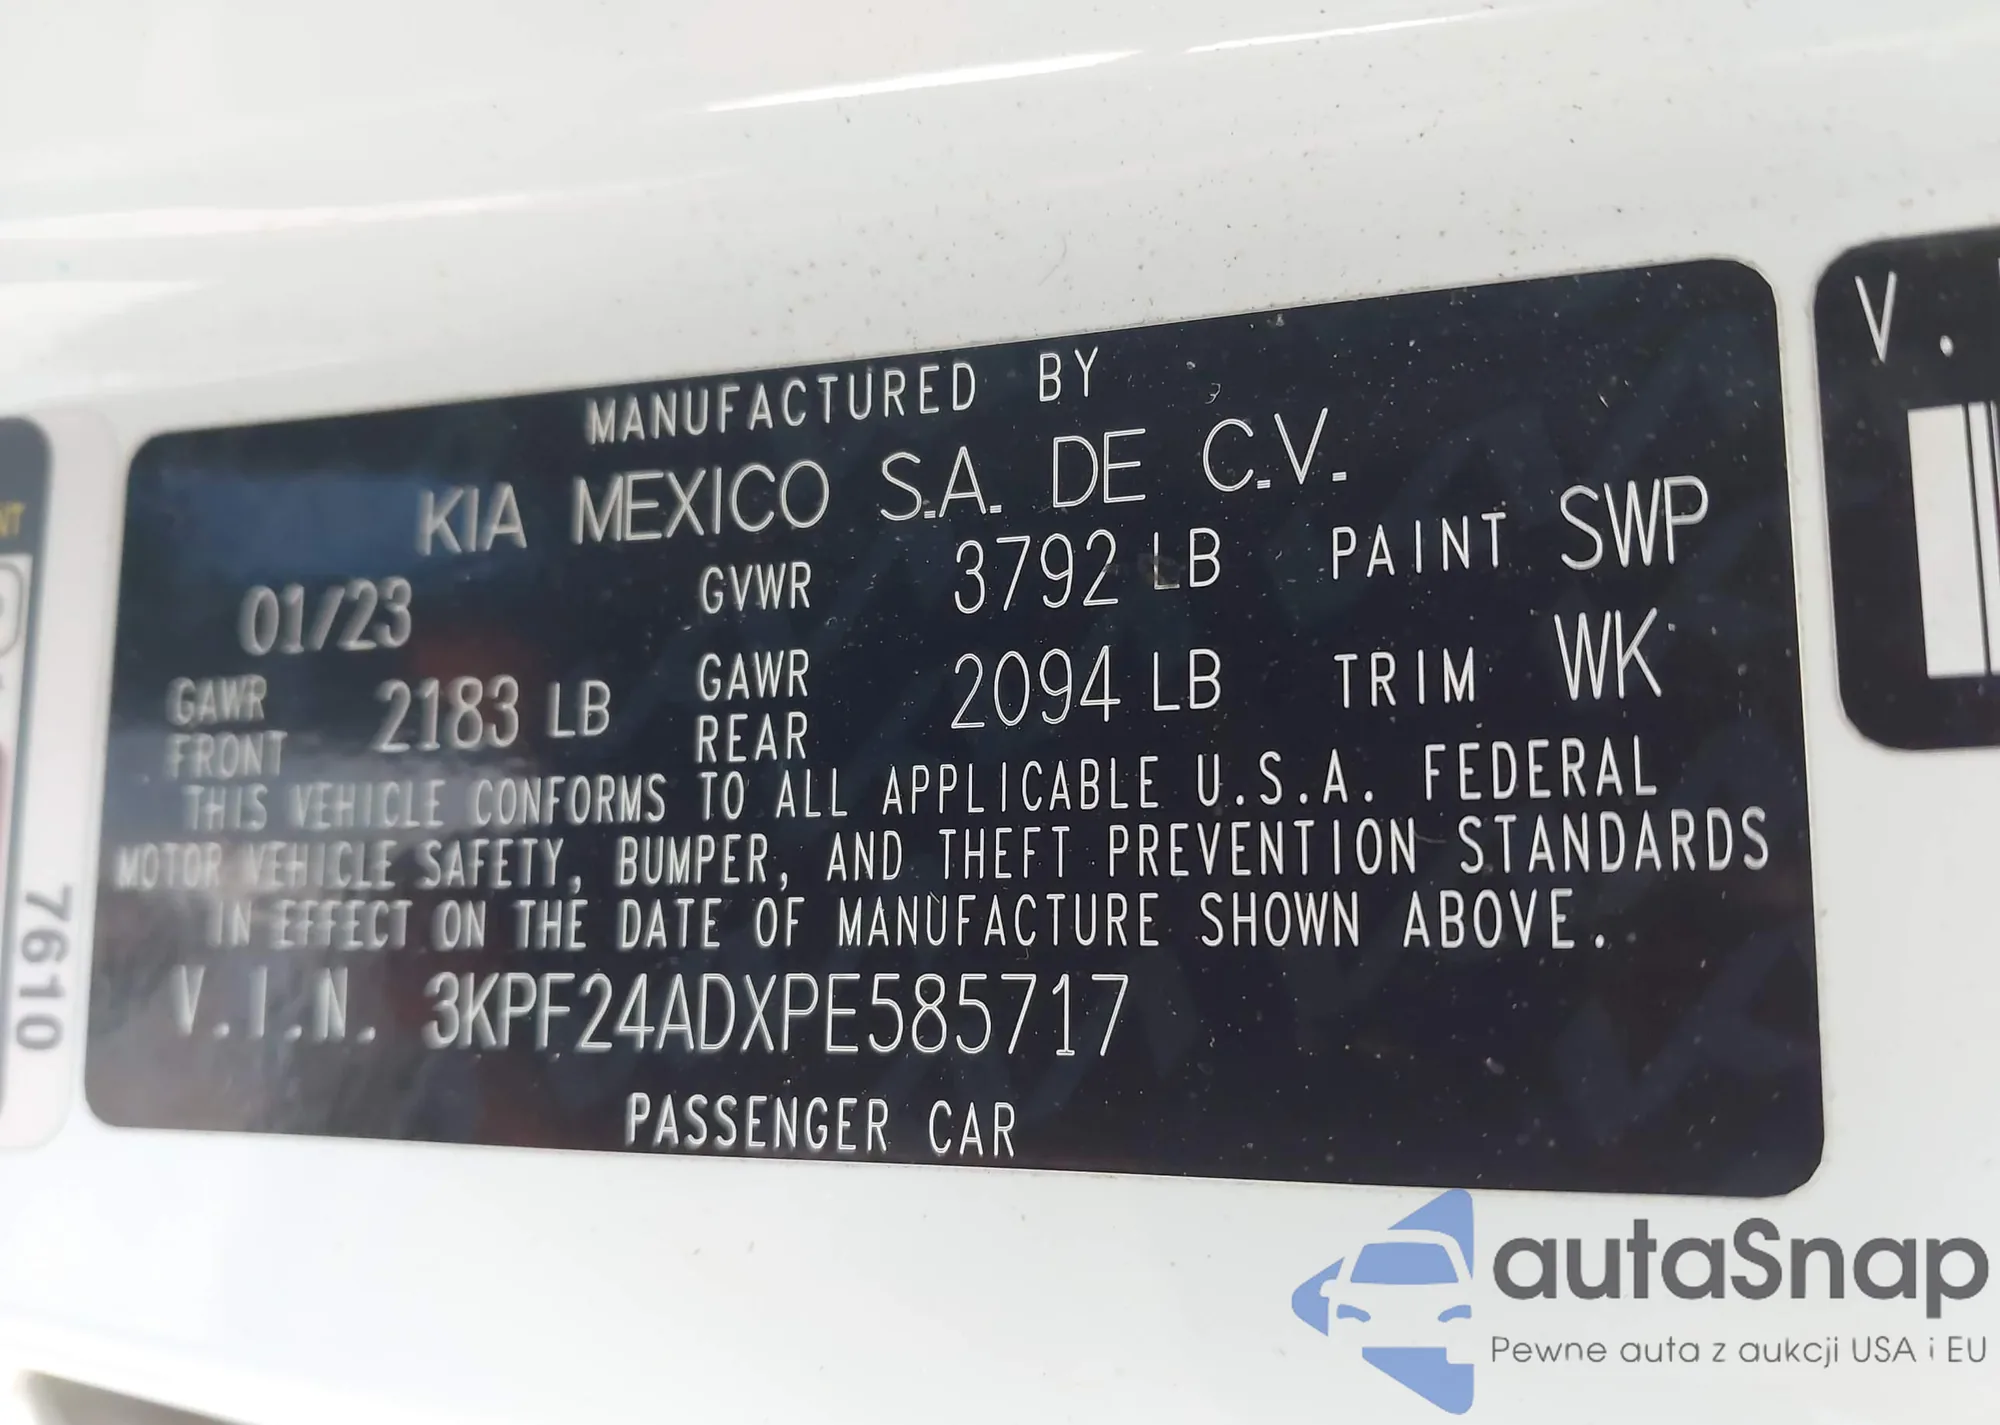 MANUFACTURED BY
KIA MEXICO S.A. DE C.V.
01/23 GVWR 3792 LB PAINT SWP
GAWR FRONT 2183 LB GAWR REAR 2094 LB TRIM WK
THIS VEHICLE CONFORMS TO ALL APPLICABLE U.S.A. FEDERAL
MOTOR VEHICLE SAFETY, BUMPER, AND THEFT PREVENTION STANDARDS
IN EFFECT ON THE DATE OF MANUFACTURE SHOWN ABOVE.
V.I.N. 3KPF24ADXPE585717
PASSENGER CAR
7610
V.
autaSnap
Pewne auta z aukcji USA i EU